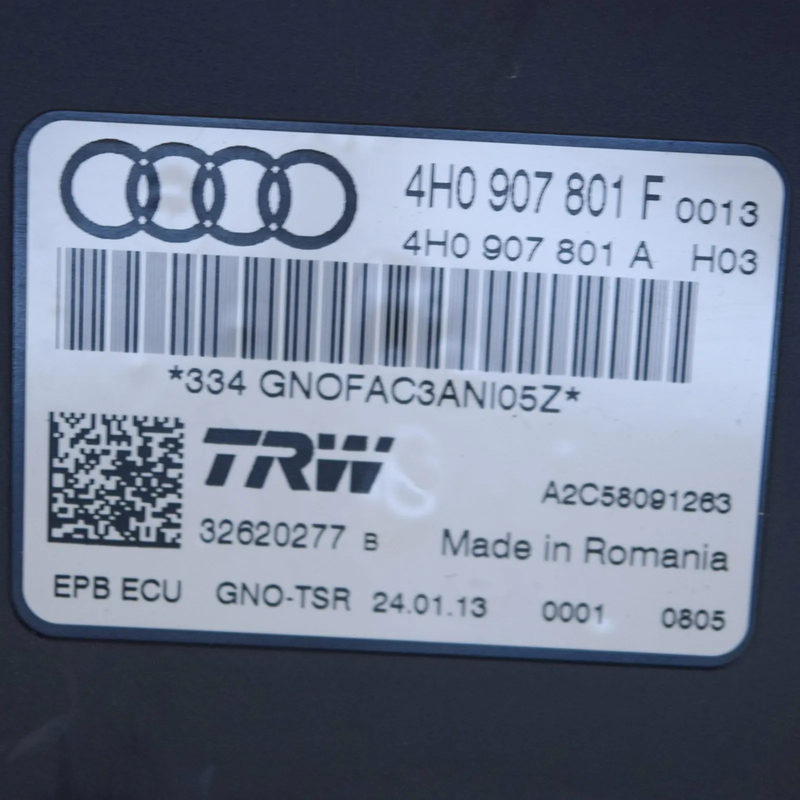 4H0 907 801 F 0013
4H0 907 801 A H03
*334 GNOFAC3ANI05Z*
TRW
A2C58091263
32620277 B Made in Romania
EPB ECU GNO-TSR 24.01.13 0001 0805